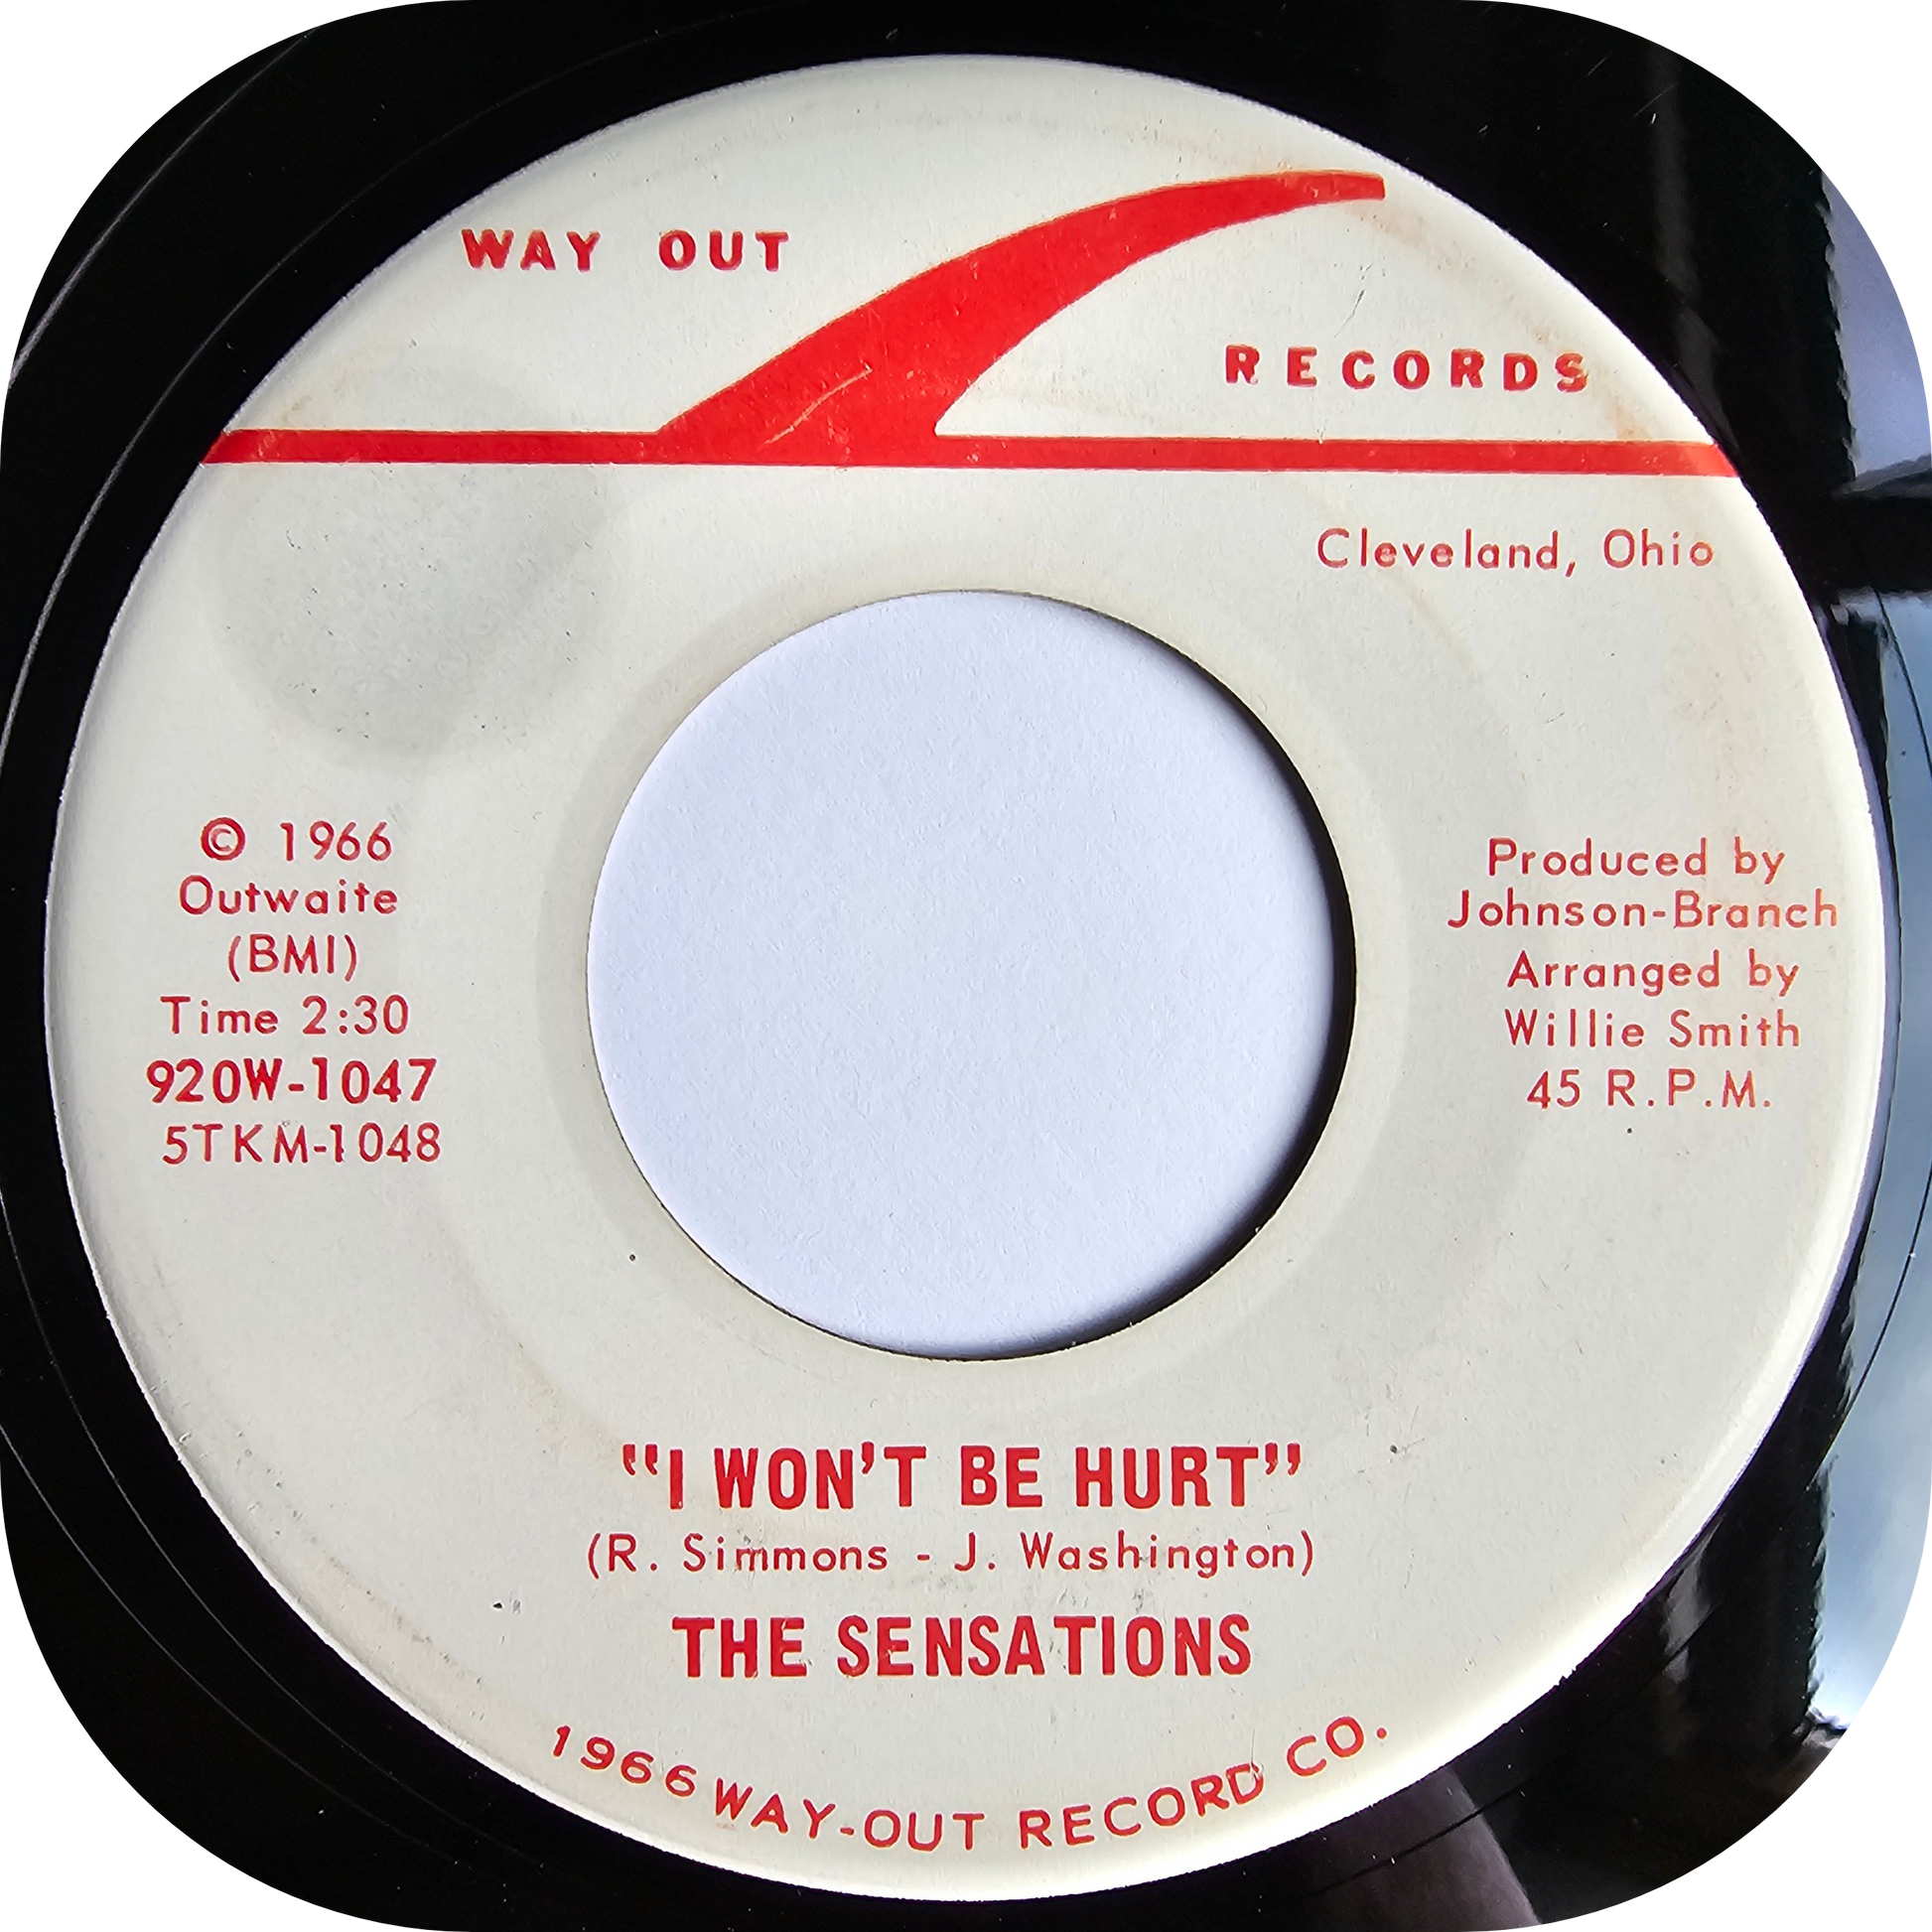 WAY OUT
RECORDS
Cleveland, Ohio
© 1966
Outwaite
(BMI)
Time 2:30
920W-1047
5TKM-1048
Produced by
Johnson-Branch
Arranged by
Willie Smith
45 R.P.M.
"I WON'T BE HURT"
(R. Simmons - J. Washington)
THE SENSATIONS
1966 WAY-OUT RECORD CO.